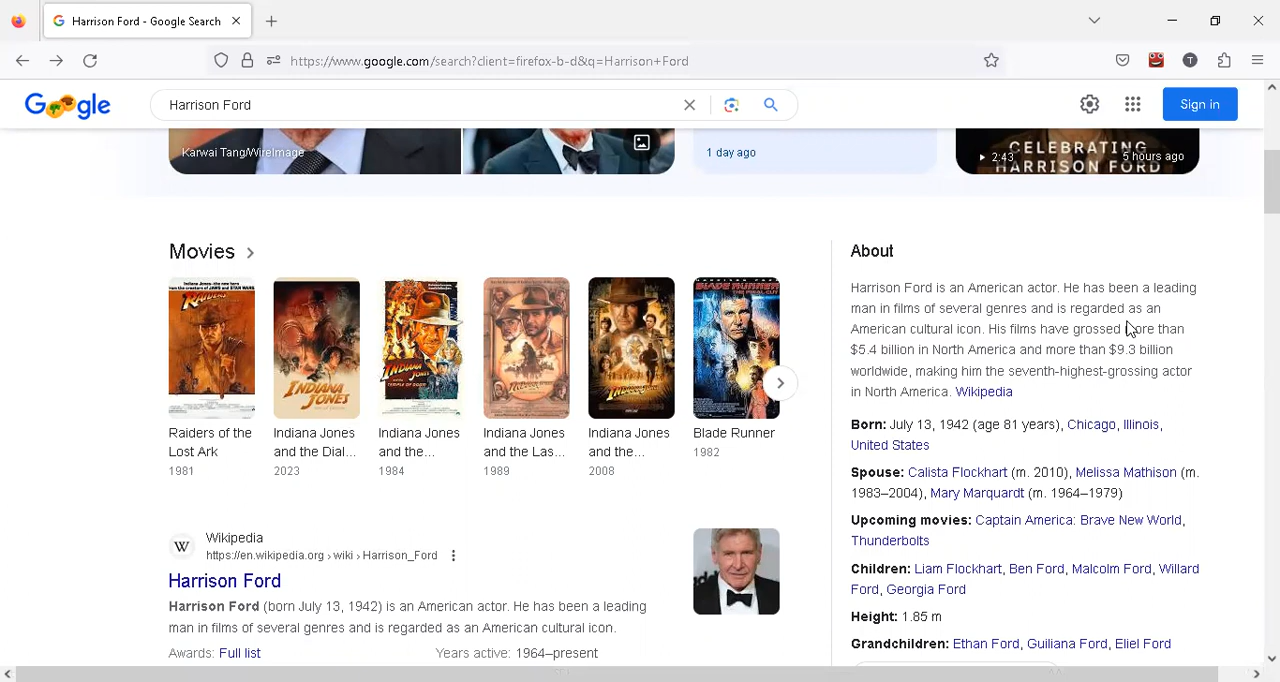 Harrison Ford - Google Search
https://www.google.com/search?client=firefox-b-d&q=Harrison+Ford
T
Google
Harrison Ford
Sign in
Karwai Tang/WireImage
1 day ago
CELEBRATING
HARRISON FORD
2:43
5 hours ago
Movies
About
Harrison Ford is an American actor. He has been a leading
man in films of several genres and is regarded as an
American cultural icon. His films have grossed more than
$5.4 billion in North America and more than $9.3 billion
worldwide, making him the seventh-highest-grossing actor
in North America. Wikipedia
Born: July 13, 1942 (age 81 years), Chicago, Illinois,
United States
Spouse: Calista Flockhart (m. 2010), Melissa Mathison (m.
1983–2004), Mary Marquardt (m. 1964–1979)
Upcoming movies: Captain America: Brave New World,
Thunderbolts
Children: Liam Flockhart, Ben Ford, Malcolm Ford, Willard
Ford, Georgia Ford
Height: 1.85 m
Grandchildren: Ethan Ford, Guiliana Ford, Eliel Ford
RAIDERS
INDIANA JONES
INDIANA JONES
BLADE RUNNER
Raiders of the
Lost Ark
1981
Indiana Jones
and the Dial...
2023
Indiana Jones
and the...
1984
Indiana Jones
and the Las...
1989
Indiana Jones
and the...
2008
Blade Runner
1982
W
Wikipedia
https://en.wikipedia.org › wiki › Harrison_Ford
Harrison Ford
Harrison Ford (born July 13, 1942) is an American actor. He has been a leading
man in films of several genres and is regarded as an American cultural icon.
Awards: Full list
Years active: 1964–present